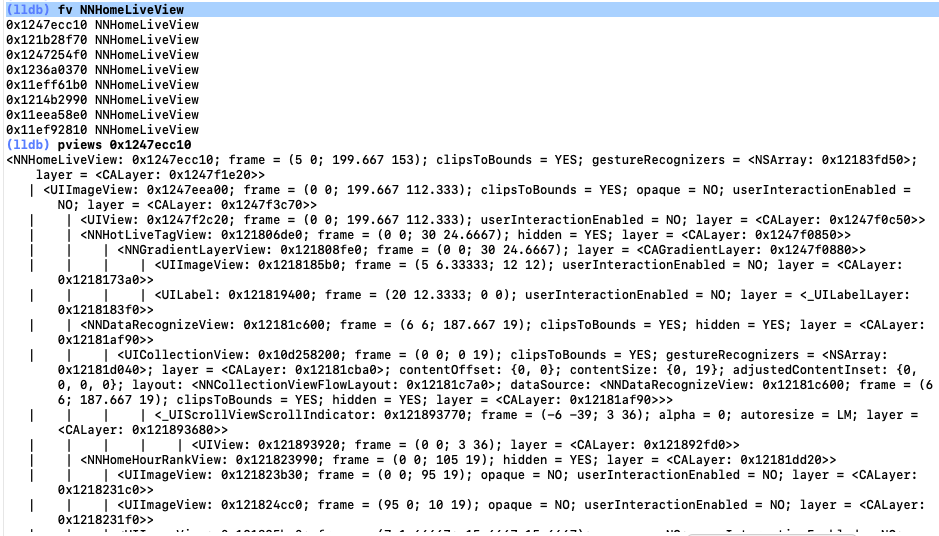 (lldb) fv NNHomeLiveView
0x1247ecc10 NNHomeLiveView
0x121b28f70 NNHomeLiveView
0x1247254f0 NNHomeLiveView
0x1236a0370 NNHomeLiveView
0x11eff61b0 NNHomeLiveView
0x1214b2990 NNHomeLiveView
0x11eea58e0 NNHomeLiveView
0x11ef92810 NNHomeLiveView
(lldb) pviews 0x1247ecc10
<NNHomeLiveView: 0x1247ecc10; frame = (5 0; 199.667 153); clipsToBounds = YES; gestureRecognizers = <NSArray: 0x12183fd50>;
layer = <CALayer: 0x1247f1e20>>
| <UIImageView: 0x1247eea00; frame = (0 0; 199.667 112.333); clipsToBounds = YES; opaque = NO; userInteractionEnabled =
NO; layer = <CALayer: 0x1247f3c70>>
| | <UIView: 0x1247f2c20; frame = (0 0; 199.667 112.333); userInteractionEnabled = NO; layer = <CALayer: 0x1247f0c50>>
| | <NNHotLiveTagView: 0x121806de0; frame = (0 0; 30 24.6667); hidden = YES; layer = <CALayer: 0x1247f0850>>
| | | <NNGradientLayerView: 0x121808fe0; frame = (0 0; 30 24.6667); layer = <CAGradientLayer: 0x1247f0880>>
| | | | <UIImageView: 0x1218185b0; frame = (5 6.33333; 12 12); userInteractionEnabled = NO; layer = <CALayer:
0x1218173a0>>
| | | | <UILabel: 0x121819400; frame = (20 12.3333; 0 0); userInteractionEnabled = NO; layer = <_UILabelLayer:
0x1218183f0>>
| | <NNDataRecognizeView: 0x12181c600; frame = (6 6; 187.667 19); clipsToBounds = YES; hidden = YES; layer = <CALayer:
0x12181af90>>
| | | <UICollectionView: 0x10d258200; frame = (0 0; 0 19); clipsToBounds = YES; gestureRecognizers = <NSArray:
0x12181d040>; layer = <CALayer: 0x12181cba0>; contentOffset: {0, 0}; contentSize: {0, 19}; adjustedContentInset: {0,
0, 0, 0}; layout: <NNCollectionViewFlowLayout: 0x12181c7a0>; dataSource: <NNDataRecognizeView: 0x12181c600; frame = (6
6; 187.667 19); clipsToBounds = YES; hidden = YES; layer = <CALayer: 0x12181af90>>>
| | | | <_UIScrollViewScrollIndicator: 0x121893770; frame = (-6 -39; 3 36); alpha = 0; autoresize = LM; layer =
<CALayer: 0x121893680>>
| | | | | <UIView: 0x121893920; frame = (0 0; 3 36); layer = <CALayer: 0x121892fd0>>
| | <NNHomeHourRankView: 0x121823990; frame = (0 0; 105 19); hidden = YES; layer = <CALayer: 0x12181dd20>>
| | | <UIImageView: 0x121823b30; frame = (0 0; 95 19); opaque = NO; userInteractionEnabled = NO; layer = <CALayer:
0x1218231c0>>
| | | <UIImageView: 0x121824cc0; frame = (95 0; 10 19); opaque = NO; userInteractionEnabled = NO; layer = <CALayer:
0x1218231f0>>